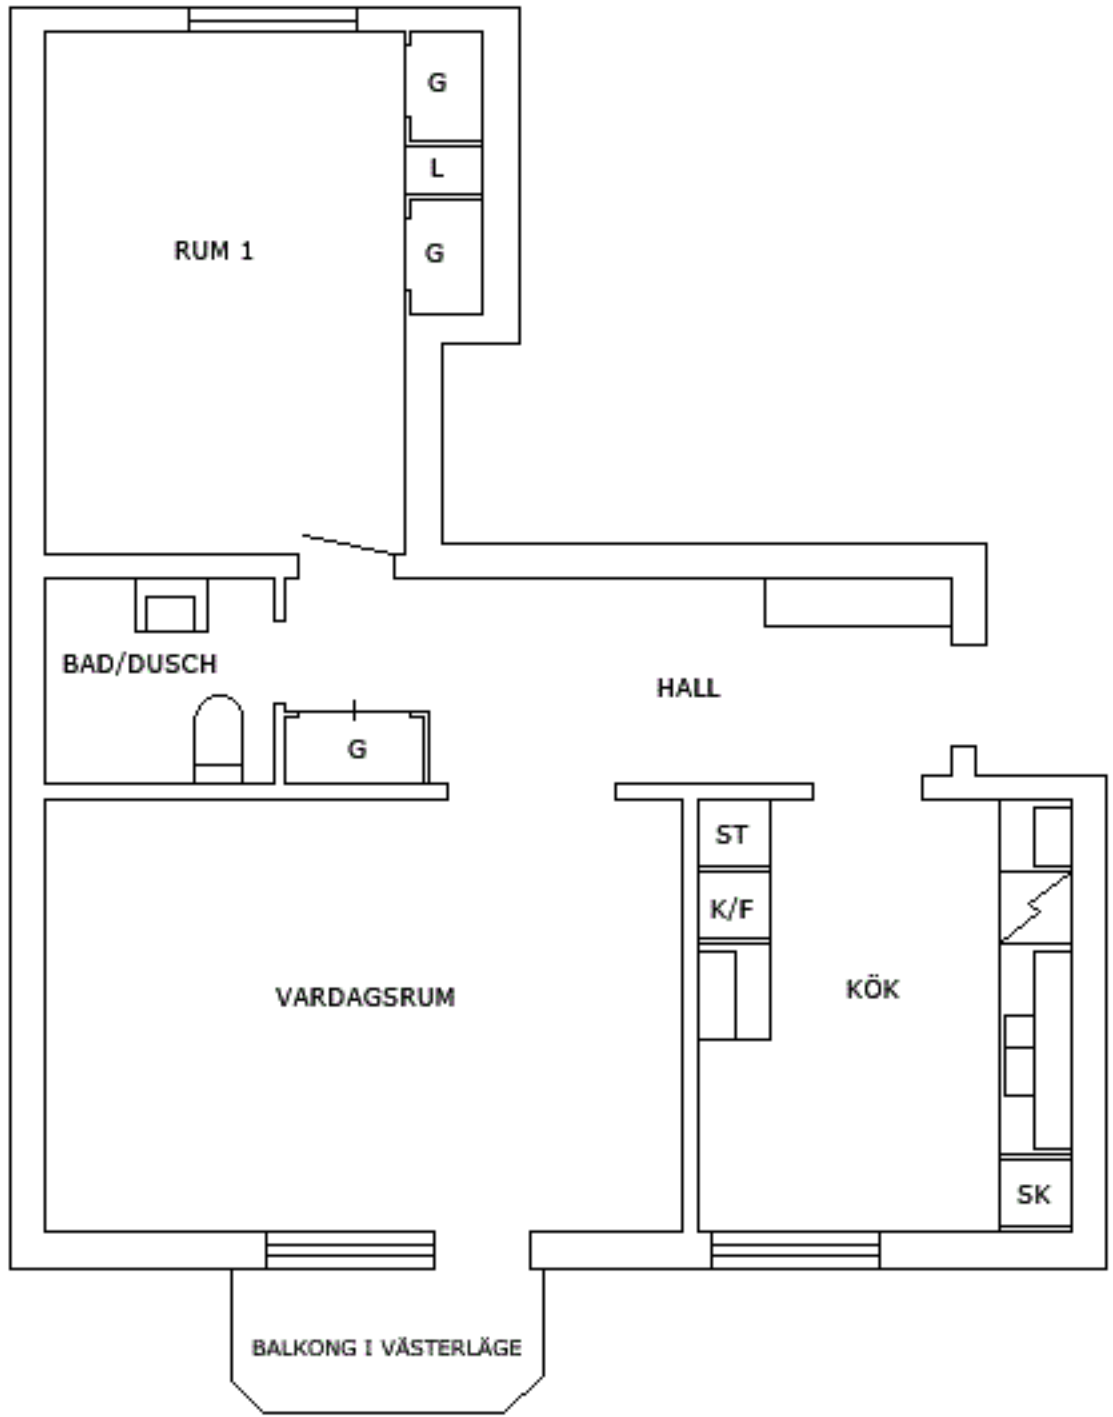 G
L
RUM 1
G
BAD/DUSCH
HALL
G
ST
K/F
VARDAGSRUM
KÖK
SK
BALKONG I VÄSTERLÄGE